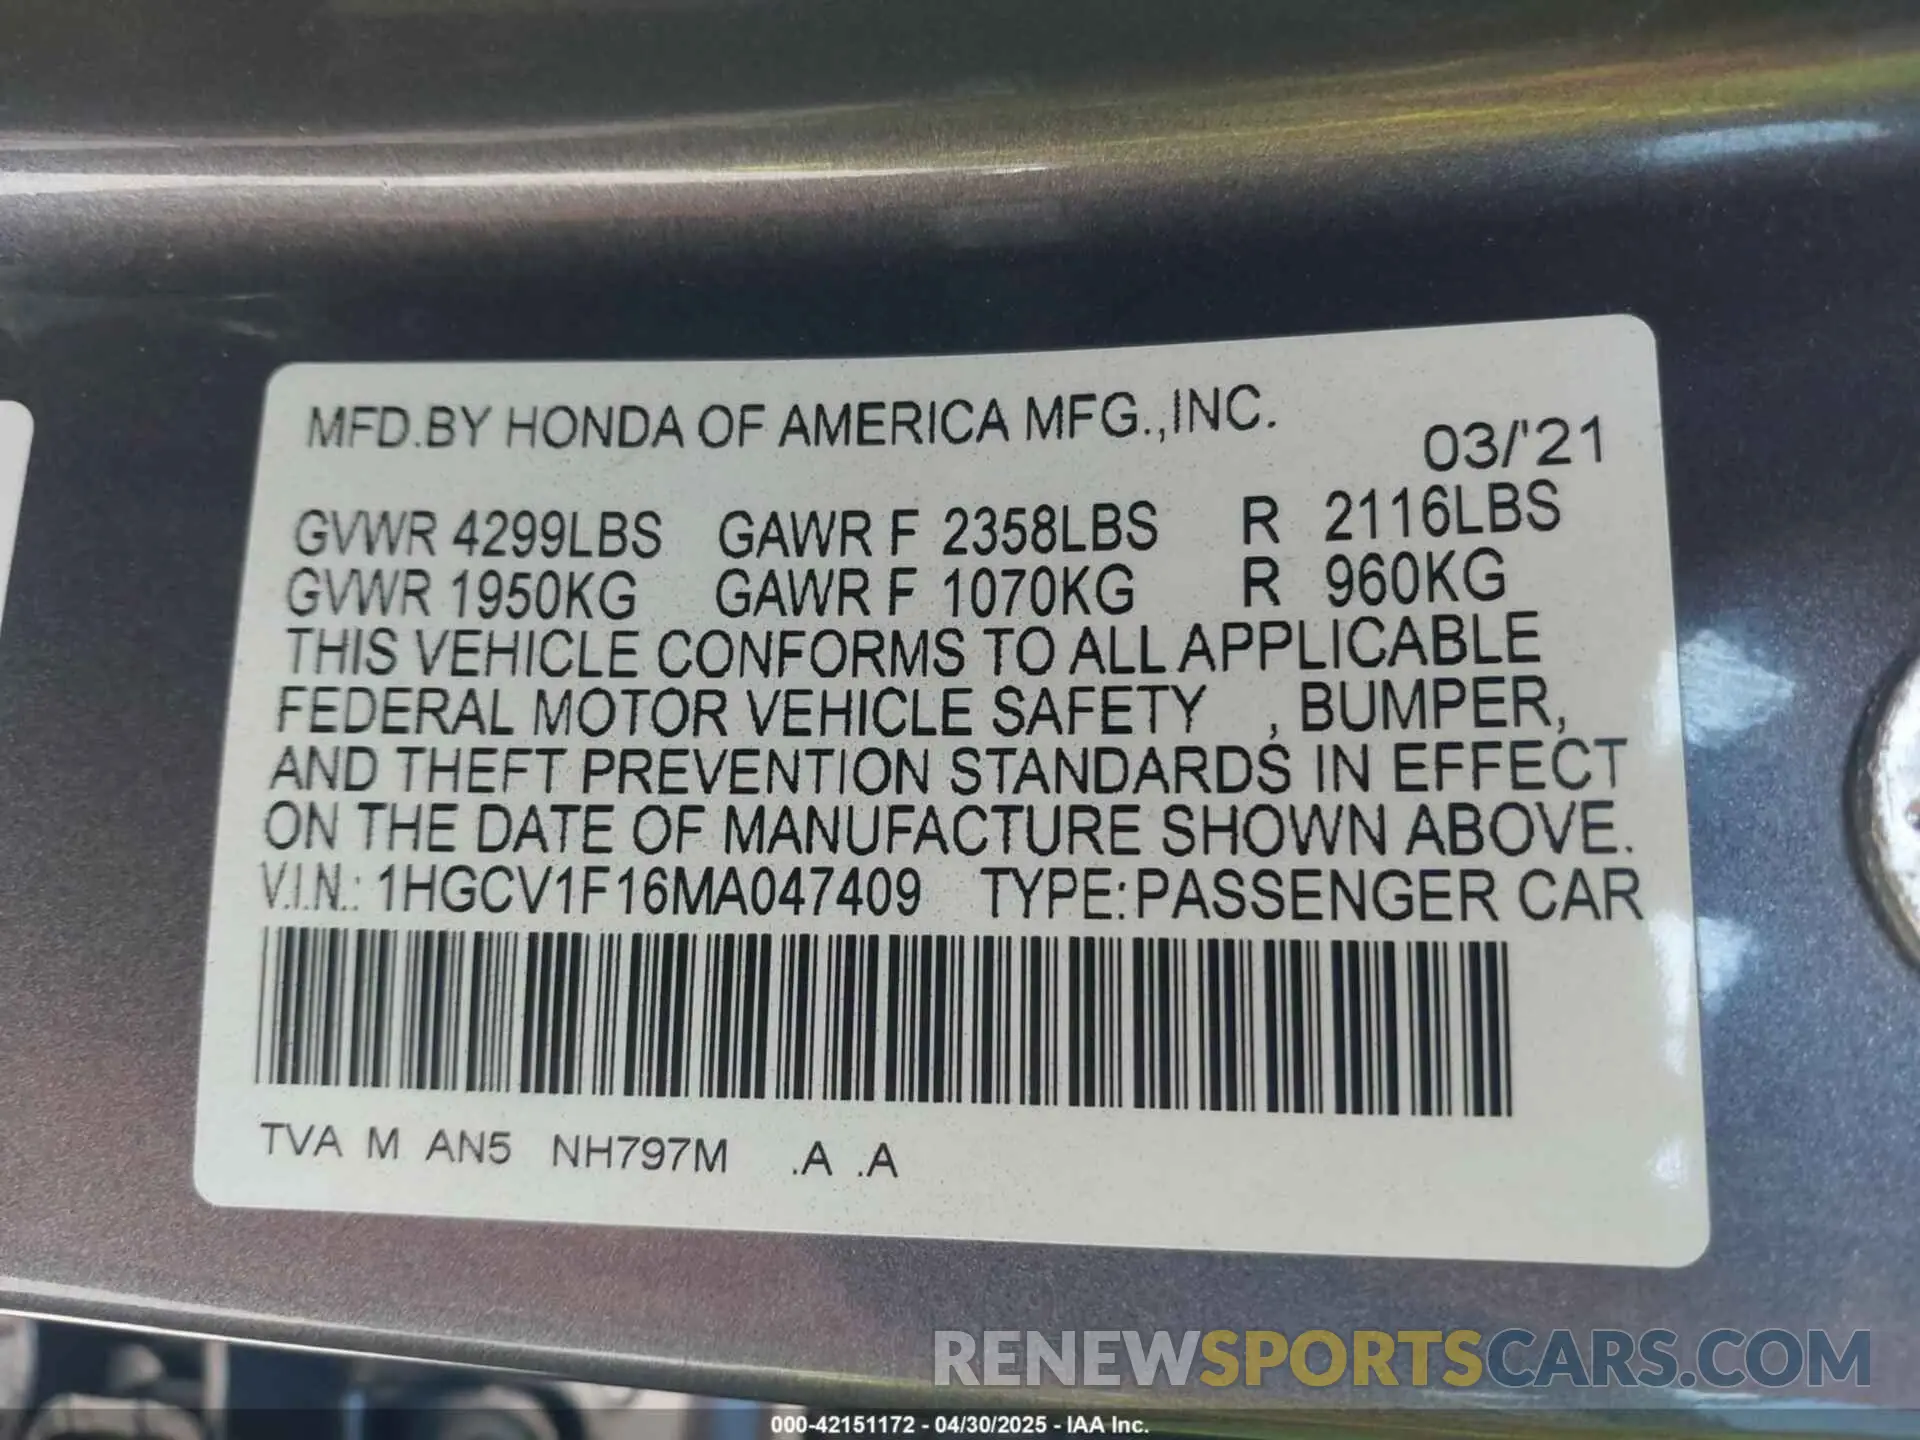 MFD.BY HONDA OF AMERICA MFG.,INC.
03/'21
GVWR 4299LBS GAWR F 2358LBS R 2116LBS
GVWR 1950KG GAWR F 1070KG R 960KG
THIS VEHICLE CONFORMS TO ALL APPLICABLE
FEDERAL MOTOR VEHICLE SAFETY , BUMPER,
AND THEFT PREVENTION STANDARDS IN EFFECT
ON THE DATE OF MANUFACTURE SHOWN ABOVE.
V.I.N.: 1HGCV1F16MA047409 TYPE:PASSENGER CAR
TVA M AN5 NH797M .A .A
RENEWSPORTSCARS.COM
000-42151172 - 04/30/2025 - IAA Inc.